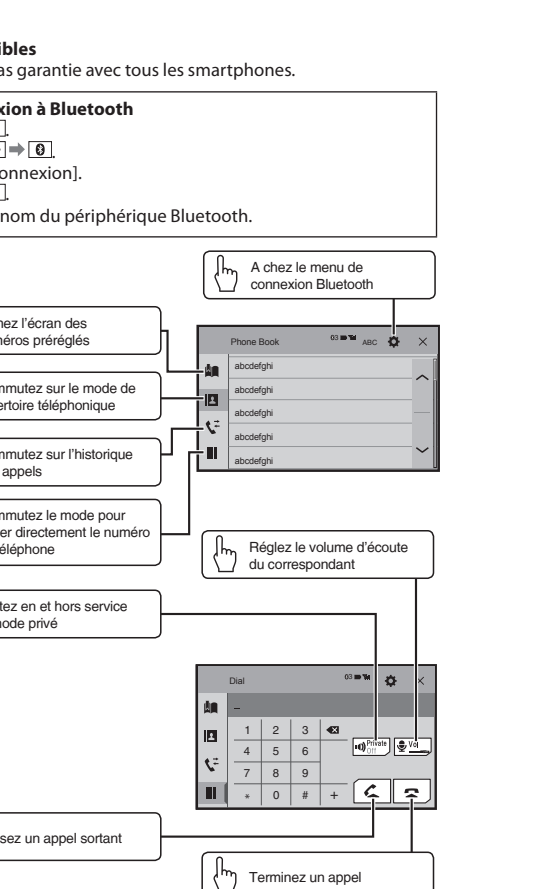 ibles
as garantie avec tous les smartphones.
xion à Bluetooth
onnexion].
nom du périphérique Bluetooth.
A chez le menu de
connexion Bluetooth
hez l'écran des
néros préréglés
Phone Book
03
ABC
×
abcdefghi
abcdefghi
abcdefghi
abcdefghi
abcdefghi
mmutez sur le mode de
ertoire téléphonique
mmutez sur l'historique
appels
mmutez le mode pour
er directement le numéro
éléphone
Réglez le volume d'écoute
du correspondant
tez en et hors service
node privé
Dial
03
×
–
1 2 3
4 5 6
7 8 9
* 0 # +
Private
Off
Vol
sez un appel sortant
Terminez un appel